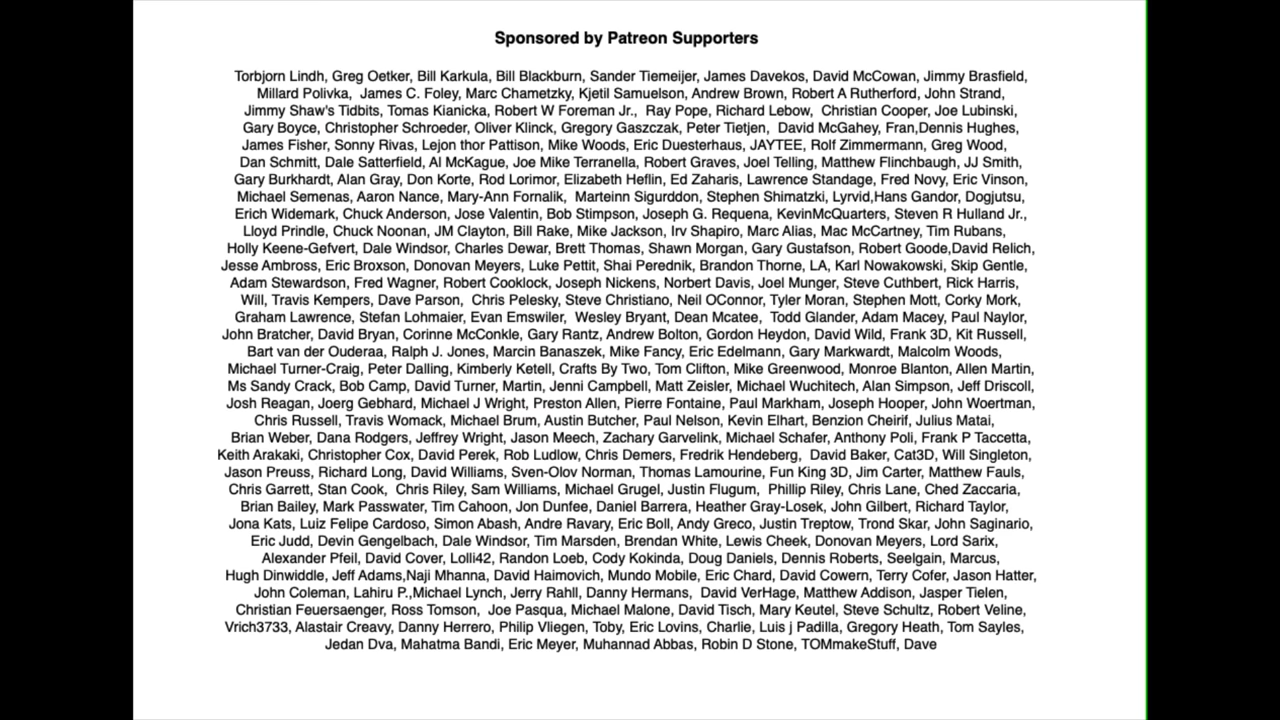 Sponsored by Patreon Supporters
Torbjorn Lindh, Greg Oetker, Bill Karkula, Bill Blackburn, Sander Tiemeijer, James Davekos, David McCowan, Jimmy Brasfield,
Millard Polivka,  James C. Foley, Marc Chametzky, Kjetil Samuelson, Andrew Brown, Robert A Rutherford, John Strand,
Jimmy Shaw's Tidbits, Tomas Kianicka, Robert W Foreman Jr.,  Ray Pope, Richard Lebow,  Christian Cooper, Joe Lubinski,
Gary Boyce, Christopher Schroeder, Oliver Klinck, Gregory Gaszczak, Peter Tietjen,  David McGahey, Fran,Dennis Hughes,
James Fisher, Sonny Rivas, Lejon thor Pattison, Mike Woods, Eric Duesterhaus, JAYTEE, Rolf Zimmermann, Greg Wood,
Dan Schmitt, Dale Satterfield, Al McKague, Joe Mike Terranella, Robert Graves, Joel Telling, Matthew Flinchbaugh, JJ Smith,
Gary Burkhardt, Alan Gray, Don Korte, Rod Lorimor, Elizabeth Heflin, Ed Zaharis, Lawrence Standage, Fred Novy, Eric Vinson,
Michael Semenas, Aaron Nance, Mary-Ann Fornalik,  Marteinn Sigurddon, Stephen Shimatzki, Lyrvid,Hans Gandor, Dogjutsu,
Erich Widemark, Chuck Anderson, Jose Valentin, Bob Stimpson, Joseph G. Requena, KevinMcQuarters, Steven R Hulland Jr.,
Lloyd Prindle, Chuck Noonan, JM Clayton, Bill Rake, Mike Jackson, Irv Shapiro, Marc Alias, Mac McCartney, Tim Rubans,
Holly Keene-Gefvert, Dale Windsor, Charles Dewar, Brett Thomas, Shawn Morgan, Gary Gustafson, Robert Goode,David Relich,
Jesse Ambross, Eric Broxson, Donovan Meyers, Luke Pettit, Shai Perednik, Brandon Thorne, LA, Karl Nowakowski, Skip Gentle,
Adam Stewardson, Fred Wagner, Robert Cooklock, Joseph Nickens, Norbert Davis, Joel Munger, Steve Cuthbert, Rick Harris,
Will, Travis Kempers, Dave Parson,  Chris Pelesky, Steve Christiano, Neil OConnor, Tyler Moran, Stephen Mott, Corky Mork,
Graham Lawrence, Stefan Lohmaier, Evan Emswiler,  Wesley Bryant, Dean Mcatee,  Todd Glander, Adam Macey, Paul Naylor,
John Bratcher, David Bryan, Corinne McConkle, Gary Rantz, Andrew Bolton, Gordon Heydon, David Wild, Frank 3D, Kit Russell,
Bart van der Ouderaa, Ralph J. Jones, Marcin Banaszek, Mike Fancy, Eric Edelmann, Gary Markwardt, Malcolm Woods,
Michael Turner-Craig, Peter Dalling, Kimberly Ketell, Crafts By Two, Tom Clifton, Mike Greenwood, Monroe Blanton, Allen Martin,
Ms Sandy Crack, Bob Camp, David Turner, Martin, Jenni Campbell, Matt Zeisler, Michael Wuchitech, Alan Simpson, Jeff Driscoll,
Josh Reagan, Joerg Gebhard, Michael J Wright, Preston Allen, Pierre Fontaine, Paul Markham, Joseph Hooper, John Woertman,
Chris Russell, Travis Womack, Michael Brum, Austin Butcher, Paul Nelson, Kevin Elhart, Benzion Cheirif, Julius Matai,
Brian Weber, Dana Rodgers, Jeffrey Wright, Jason Meech, Zachary Garvelink, Michael Schafer, Anthony Poli, Frank P Taccetta,
Keith Arakaki, Christopher Cox, David Perek, Rob Ludlow, Chris Demers, Fredrik Hendeberg,  David Baker, Cat3D, Will Singleton,
Jason Preuss, Richard Long, David Williams, Sven-Olov Norman, Thomas Lamourine, Fun King 3D, Jim Carter, Matthew Fauls,
Chris Garrett, Stan Cook,  Chris Riley, Sam Williams, Michael Grugel, Justin Flugum,  Phillip Riley, Chris Lane, Ched Zaccaria,
Brian Bailey, Mark Passwater, Tim Cahoon, Jon Dunfee, Daniel Barrera, Heather Gray-Losek, John Gilbert, Richard Taylor,
Jona Kats, Luiz Felipe Cardoso, Simon Abash, Andre Ravary, Eric Boll, Andy Greco, Justin Treptow, Trond Skar, John Saginario,
Eric Judd, Devin Gengelbach, Dale Windsor, Tim Marsden, Brendan White, Lewis Cheek, Donovan Meyers, Lord Sarix,
Alexander Pfeil, David Cover, Lolli42, Randon Loeb, Cody Kokinda, Doug Daniels, Dennis Roberts, Seelgain, Marcus,
Hugh Dinwiddle, Jeff Adams,Naji Mhanna, David Haimovich, Mundo Mobile, Eric Chard, David Cowern, Terry Cofer, Jason Hatter,
John Coleman, Lahiru P.,Michael Lynch, Jerry Rahll, Danny Hermans,  David VerHage, Matthew Addison, Jasper Tielen,
Christian Feuersaenger, Ross Tomson,  Joe Pasqua, Michael Malone, David Tisch, Mary Keutel, Steve Schultz, Robert Veline,
Vrich3733, Alastair Creavy, Danny Herrero, Philip Vliegen, Toby, Eric Lovins, Charlie, Luis j Padilla, Gregory Heath, Tom Sayles,
Jedan Dva, Mahatma Bandi, Eric Meyer, Muhannad Abbas, Robin D Stone, TOMmakeStuff, Dave